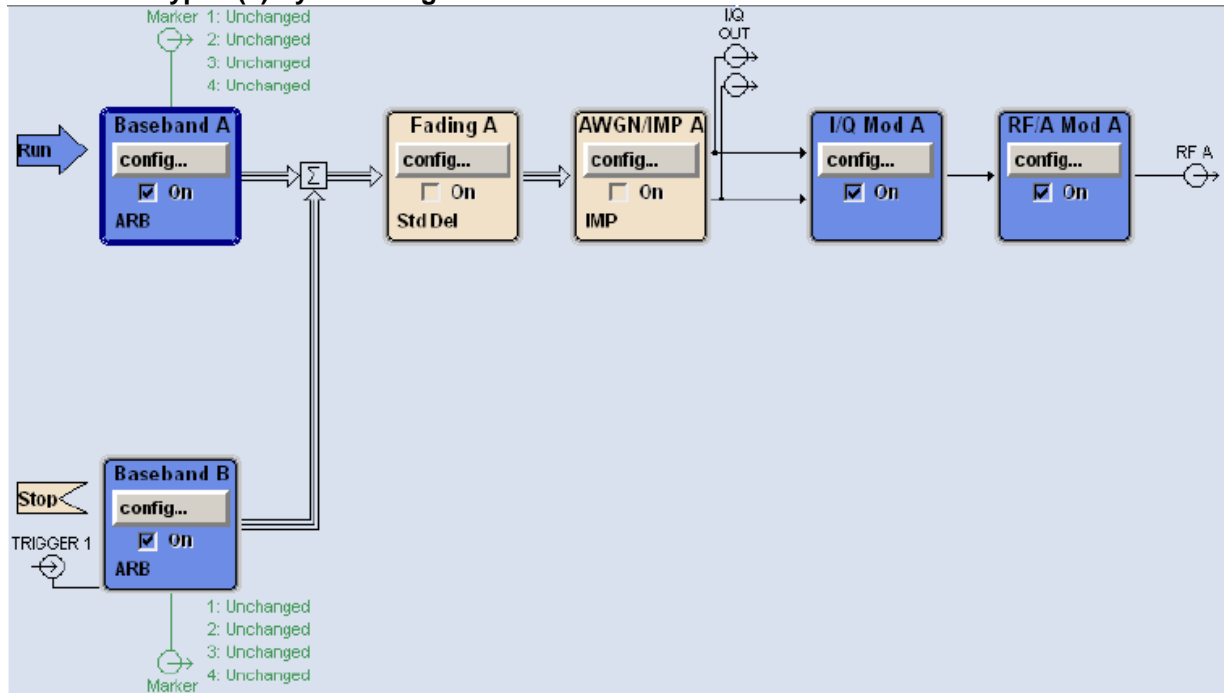 Marker 1: Unchanged
2: Unchanged
3: Unchanged
4: Unchanged
I/Q
OUT
Run
Baseband A
config...
On
ARB
Σ
Fading A
config...
On
Std Del
AWGN/IMP A
config...
On
IMP
I/Q Mod A
config...
On
RF/A Mod A
config...
On
RF A
Stop
TRIGGER 1
Baseband B
config...
On
ARB
1: Unchanged
2: Unchanged
3: Unchanged
4: Unchanged
Marker